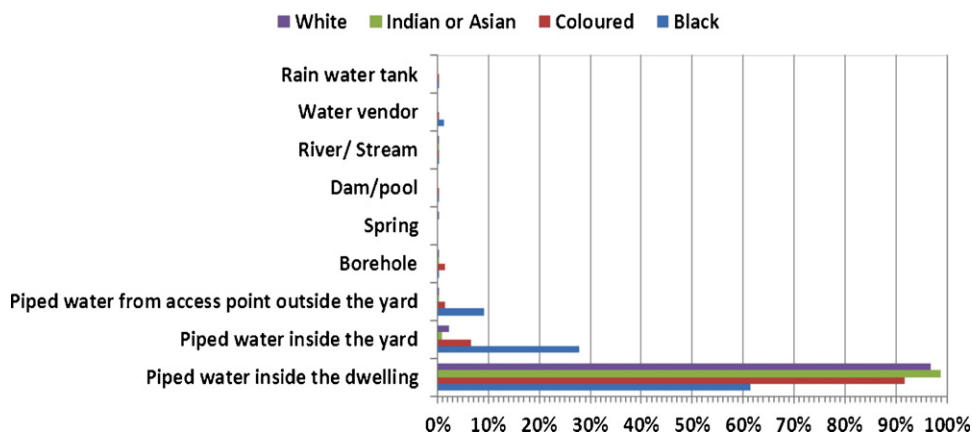 White Indian or Asian Coloured Black
Rain water tank
Water vendor
River/ Stream
Dam/pool
Spring
Borehole
Piped water from access point outside the yard
Piped water inside the yard
Piped water inside the dwelling
0% 10% 20% 30% 40% 50% 60% 70% 80% 90% 100%